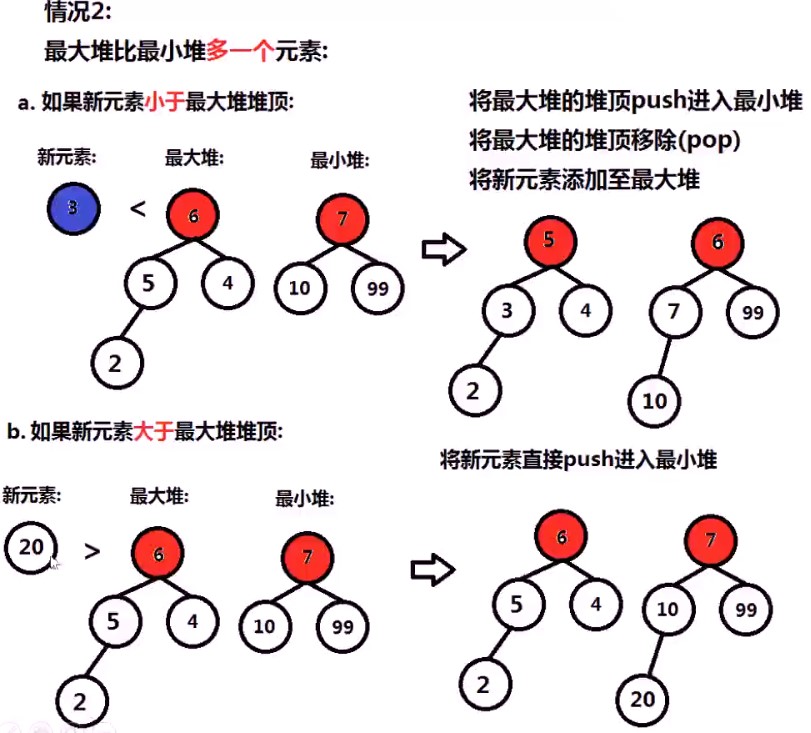 情况2:
最大堆比最小堆多一个元素:
a. 如果新元素小于最大堆堆顶:
将最大堆的堆顶push进入最小堆
将最大堆的堆顶移除(pop)
将新元素添加至最大堆
新元素: 最大堆: 最小堆:
3 < 6 7
5 4 10 99
2
5 6
3 4 7 99
2 10
b. 如果新元素大于最大堆堆顶:
将新元素直接push进入最小堆
新元素: 最大堆: 最小堆:
20 > 6 7
5 4 10 99
2
6 7
5 4 10 99
2 20